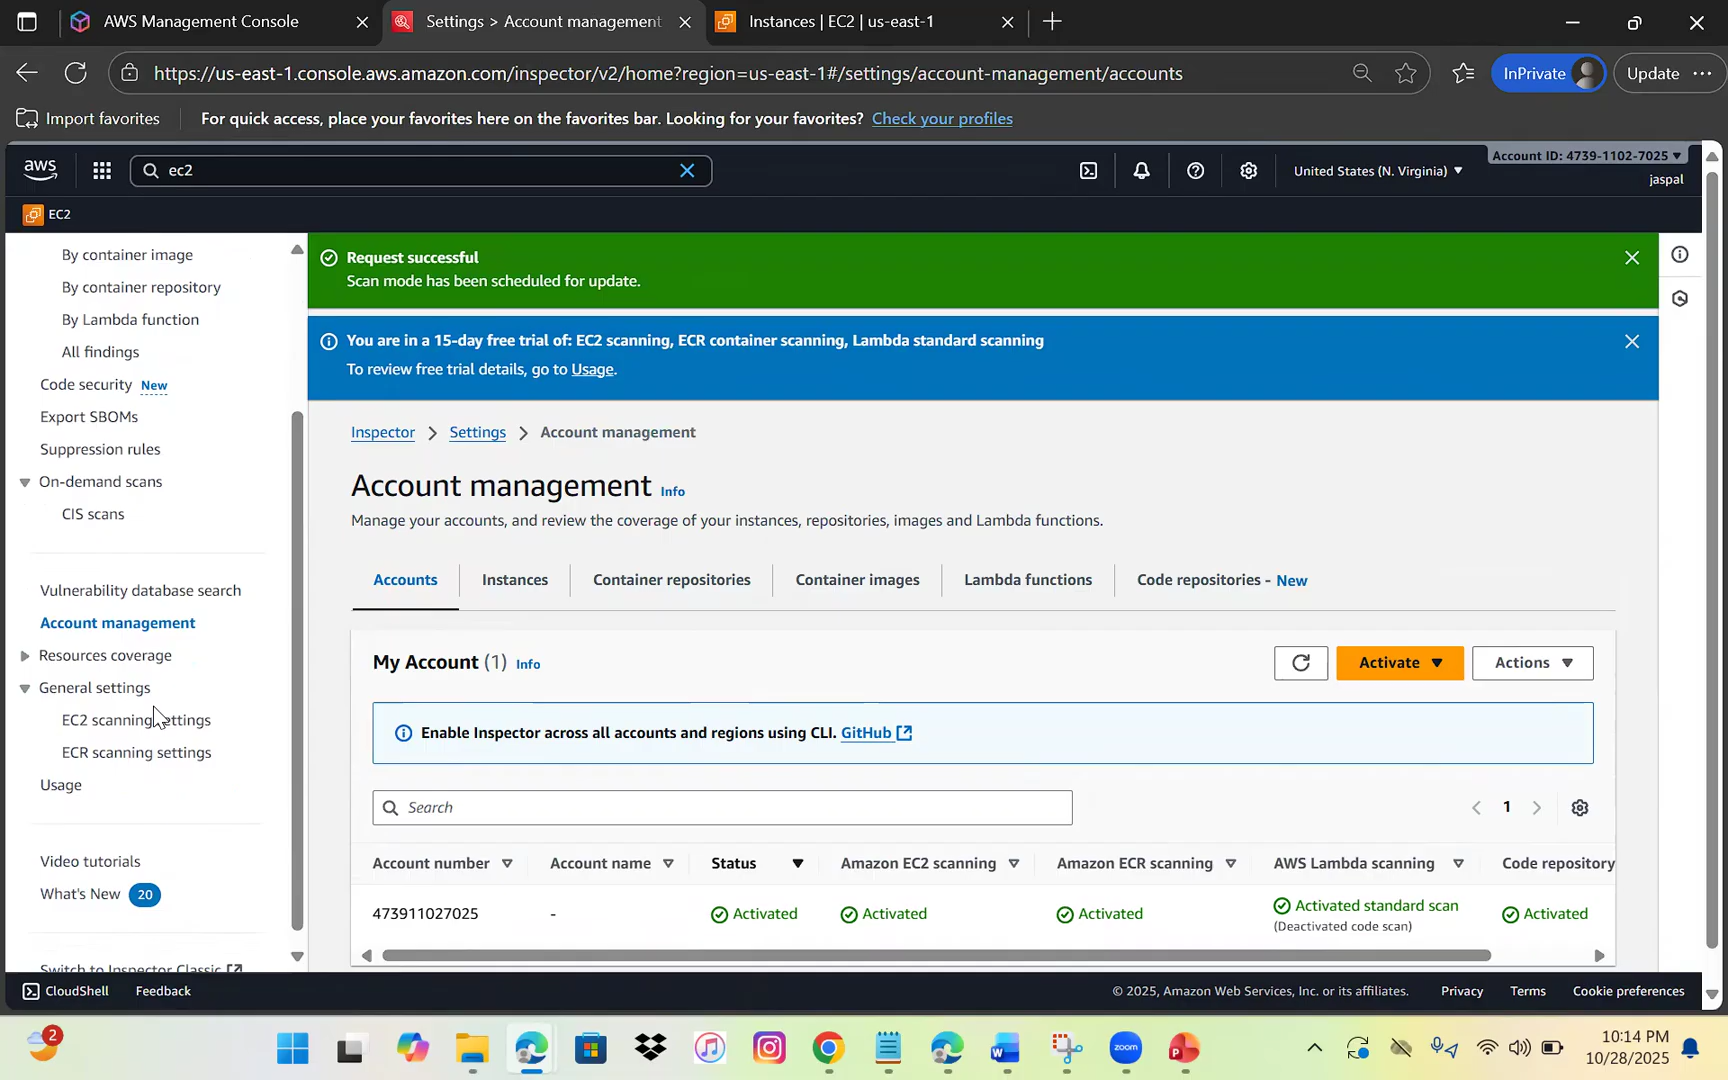 AWS Management Console
Settings > Account management
Instances | EC2 | us-east-1
https://us-east-1.console.aws.amazon.com/inspector/v2/home?region=us-east-1#/settings/account-management/accounts
InPrivate
Update
Import favorites
For quick access, place your favorites here on the favorites bar. Looking for your favorites? Check your profiles
aws
ec2
United States (N. Virginia)
Account ID: 4739-1102-7025
jaspal
EC2
By container image
By container repository
By Lambda function
All findings
Code security New
Export SBOMs
Suppression rules
On-demand scans
CIS scans
Vulnerability database search
Account management
Resources coverage
General settings
EC2 scanning settings
ECR scanning settings
Usage
Video tutorials
What's New 20
Switch to Inspector Classic
Request successful
Scan mode has been scheduled for update.
You are in a 15-day free trial of: EC2 scanning, ECR container scanning, Lambda standard scanning
To review free trial details, go to Usage.
Inspector > Settings > Account management
Account management Info
Manage your accounts, and review the coverage of your instances, repositories, images and Lambda functions.
Accounts
Instances
Container repositories
Container images
Lambda functions
Code repositories - New
My Account (1) Info
Activate
Actions
Enable Inspector across all accounts and regions using CLI. GitHub
Search
1
Account number
Account name
Status
Amazon EC2 scanning
Amazon ECR scanning
AWS Lambda scanning
Code repository
473911027025
-
Activated
Activated
Activated
Activated standard scan
(Deactivated code scan)
Activated
CloudShell
Feedback
© 2025, Amazon Web Services, Inc. or its affiliates.
Privacy
Terms
Cookie preferences
2
zoom
10:14 PM
10/28/2025